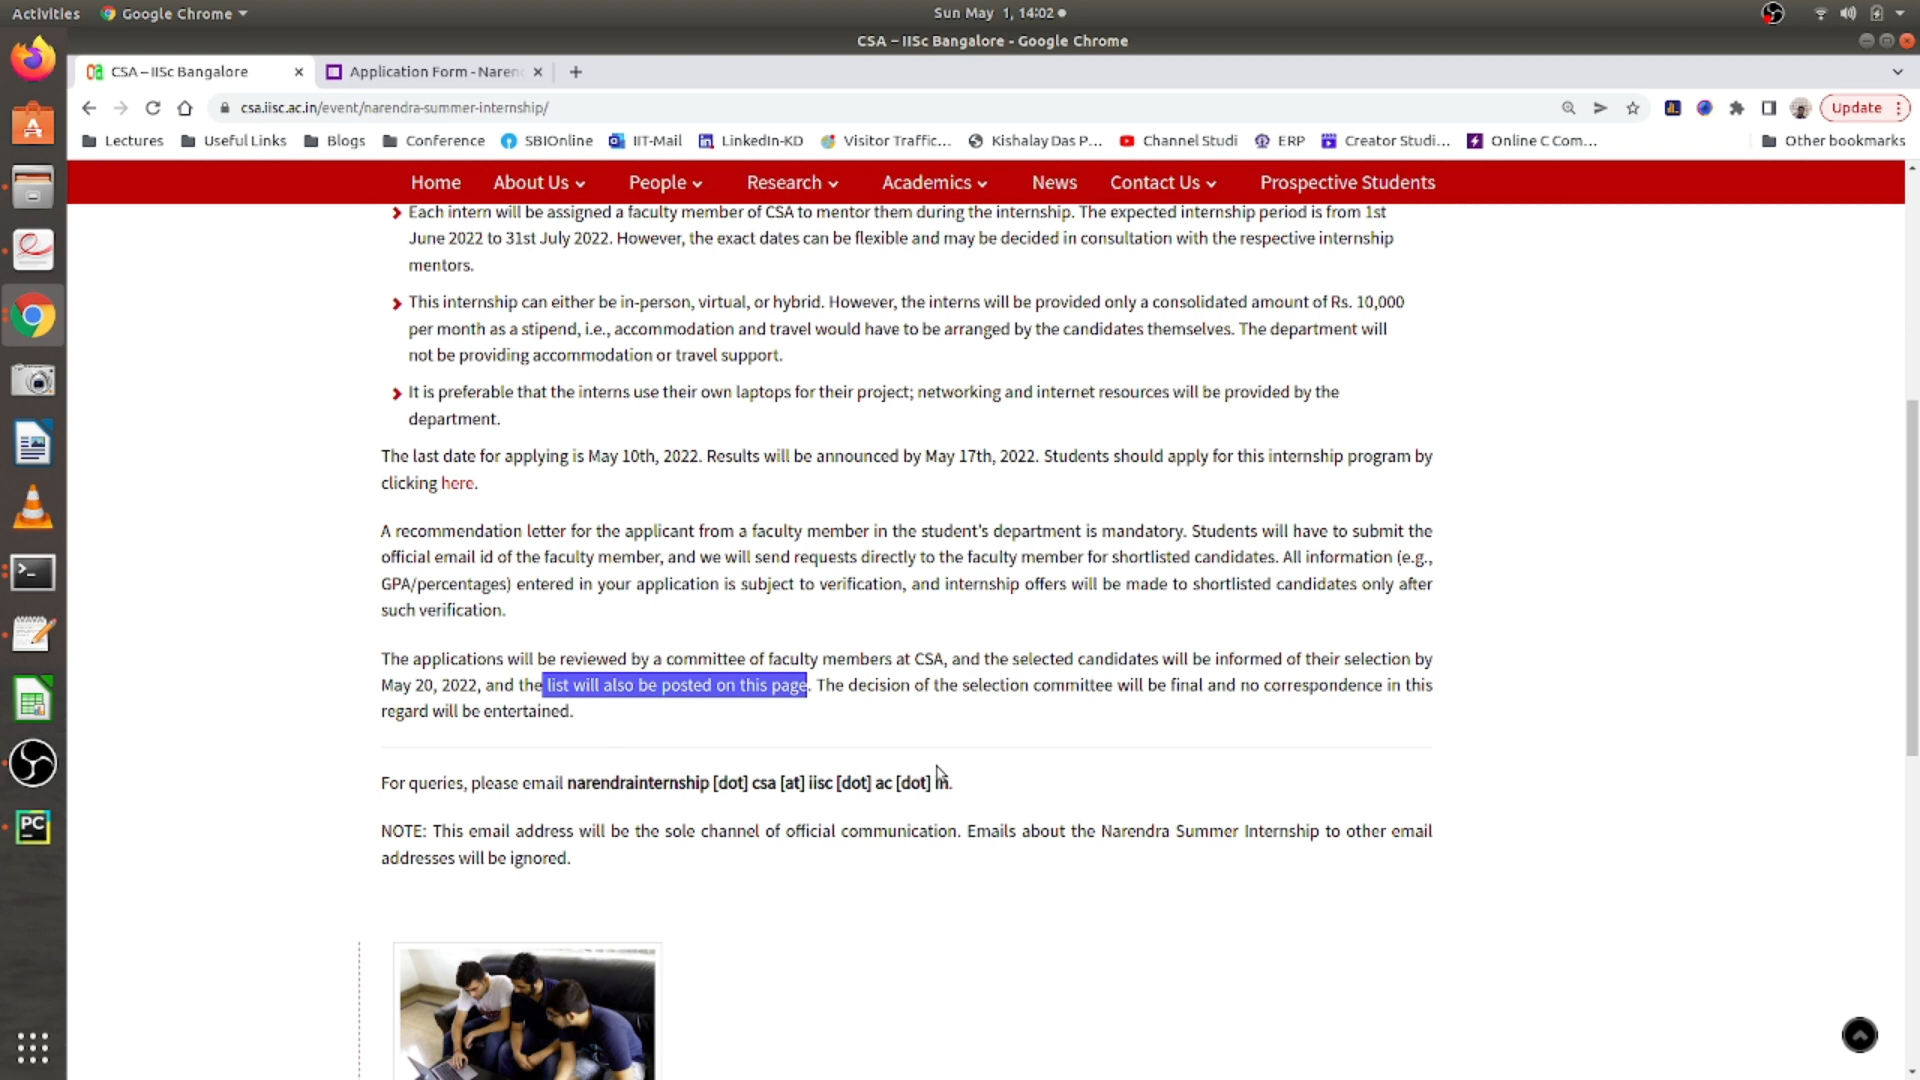 Activities
Google Chrome
Sun May 1, 14:02
CSA – IISc Bangalore - Google Chrome
CSA – IISc Bangalore
Application Form - Naren
csa.iisc.ac.in/event/narendra-summer-internship/
Update
Lectures
Useful Links
Blogs
Conference
SBIOnline
IIT-Mail
LinkedIn-KD
Visitor Traffic...
Kishalay Das P...
Channel Studi
ERP
Creator Studi...
Online C Com...
Other bookmarks
Home
About Us
People
Research
Academics
News
Contact Us
Prospective Students
Each intern will be assigned a faculty member of CSA to mentor them during the internship. The expected internship period is from 1st
June 2022 to 31st July 2022. However, the exact dates can be flexible and may be decided in consultation with the respective internship
mentors.
This internship can either be in-person, virtual, or hybrid. However, the interns will be provided only a consolidated amount of Rs. 10,000
per month as a stipend, i.e., accommodation and travel would have to be arranged by the candidates themselves. The department will
not be providing accommodation or travel support.
It is preferable that the interns use their own laptops for their project; networking and internet resources will be provided by the
department.
The last date for applying is May 10th, 2022. Results will be announced by May 17th, 2022. Students should apply for this internship program by
clicking here.
A recommendation letter for the applicant from a faculty member in the student's department is mandatory. Students will have to submit the
official email id of the faculty member, and we will send requests directly to the faculty member for shortlisted candidates. All information (e.g.,
GPA/percentages) entered in your application is subject to verification, and internship offers will be made to shortlisted candidates only after
such verification.
The applications will be reviewed by a committee of faculty members at CSA, and the selected candidates will be informed of their selection by
May 20, 2022, and the list will also be posted on this page. The decision of the selection committee will be final and no correspondence in this
regard will be entertained.
For queries, please email narendrainternship [dot] csa [at] iisc [dot] ac [dot] in.
NOTE: This email address will be the sole channel of official communication. Emails about the Narendra Summer Internship to other email
addresses will be ignored.
PC